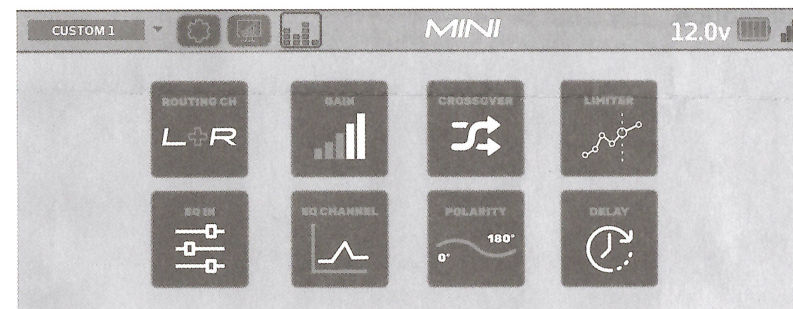 CUSTOM 1 MINI 12.0v
ROUTING CH GAIN CROSSOVER LIMITER
L+R
EQ IN EQ CHANNEL POLARITY DELAY
0° 180°